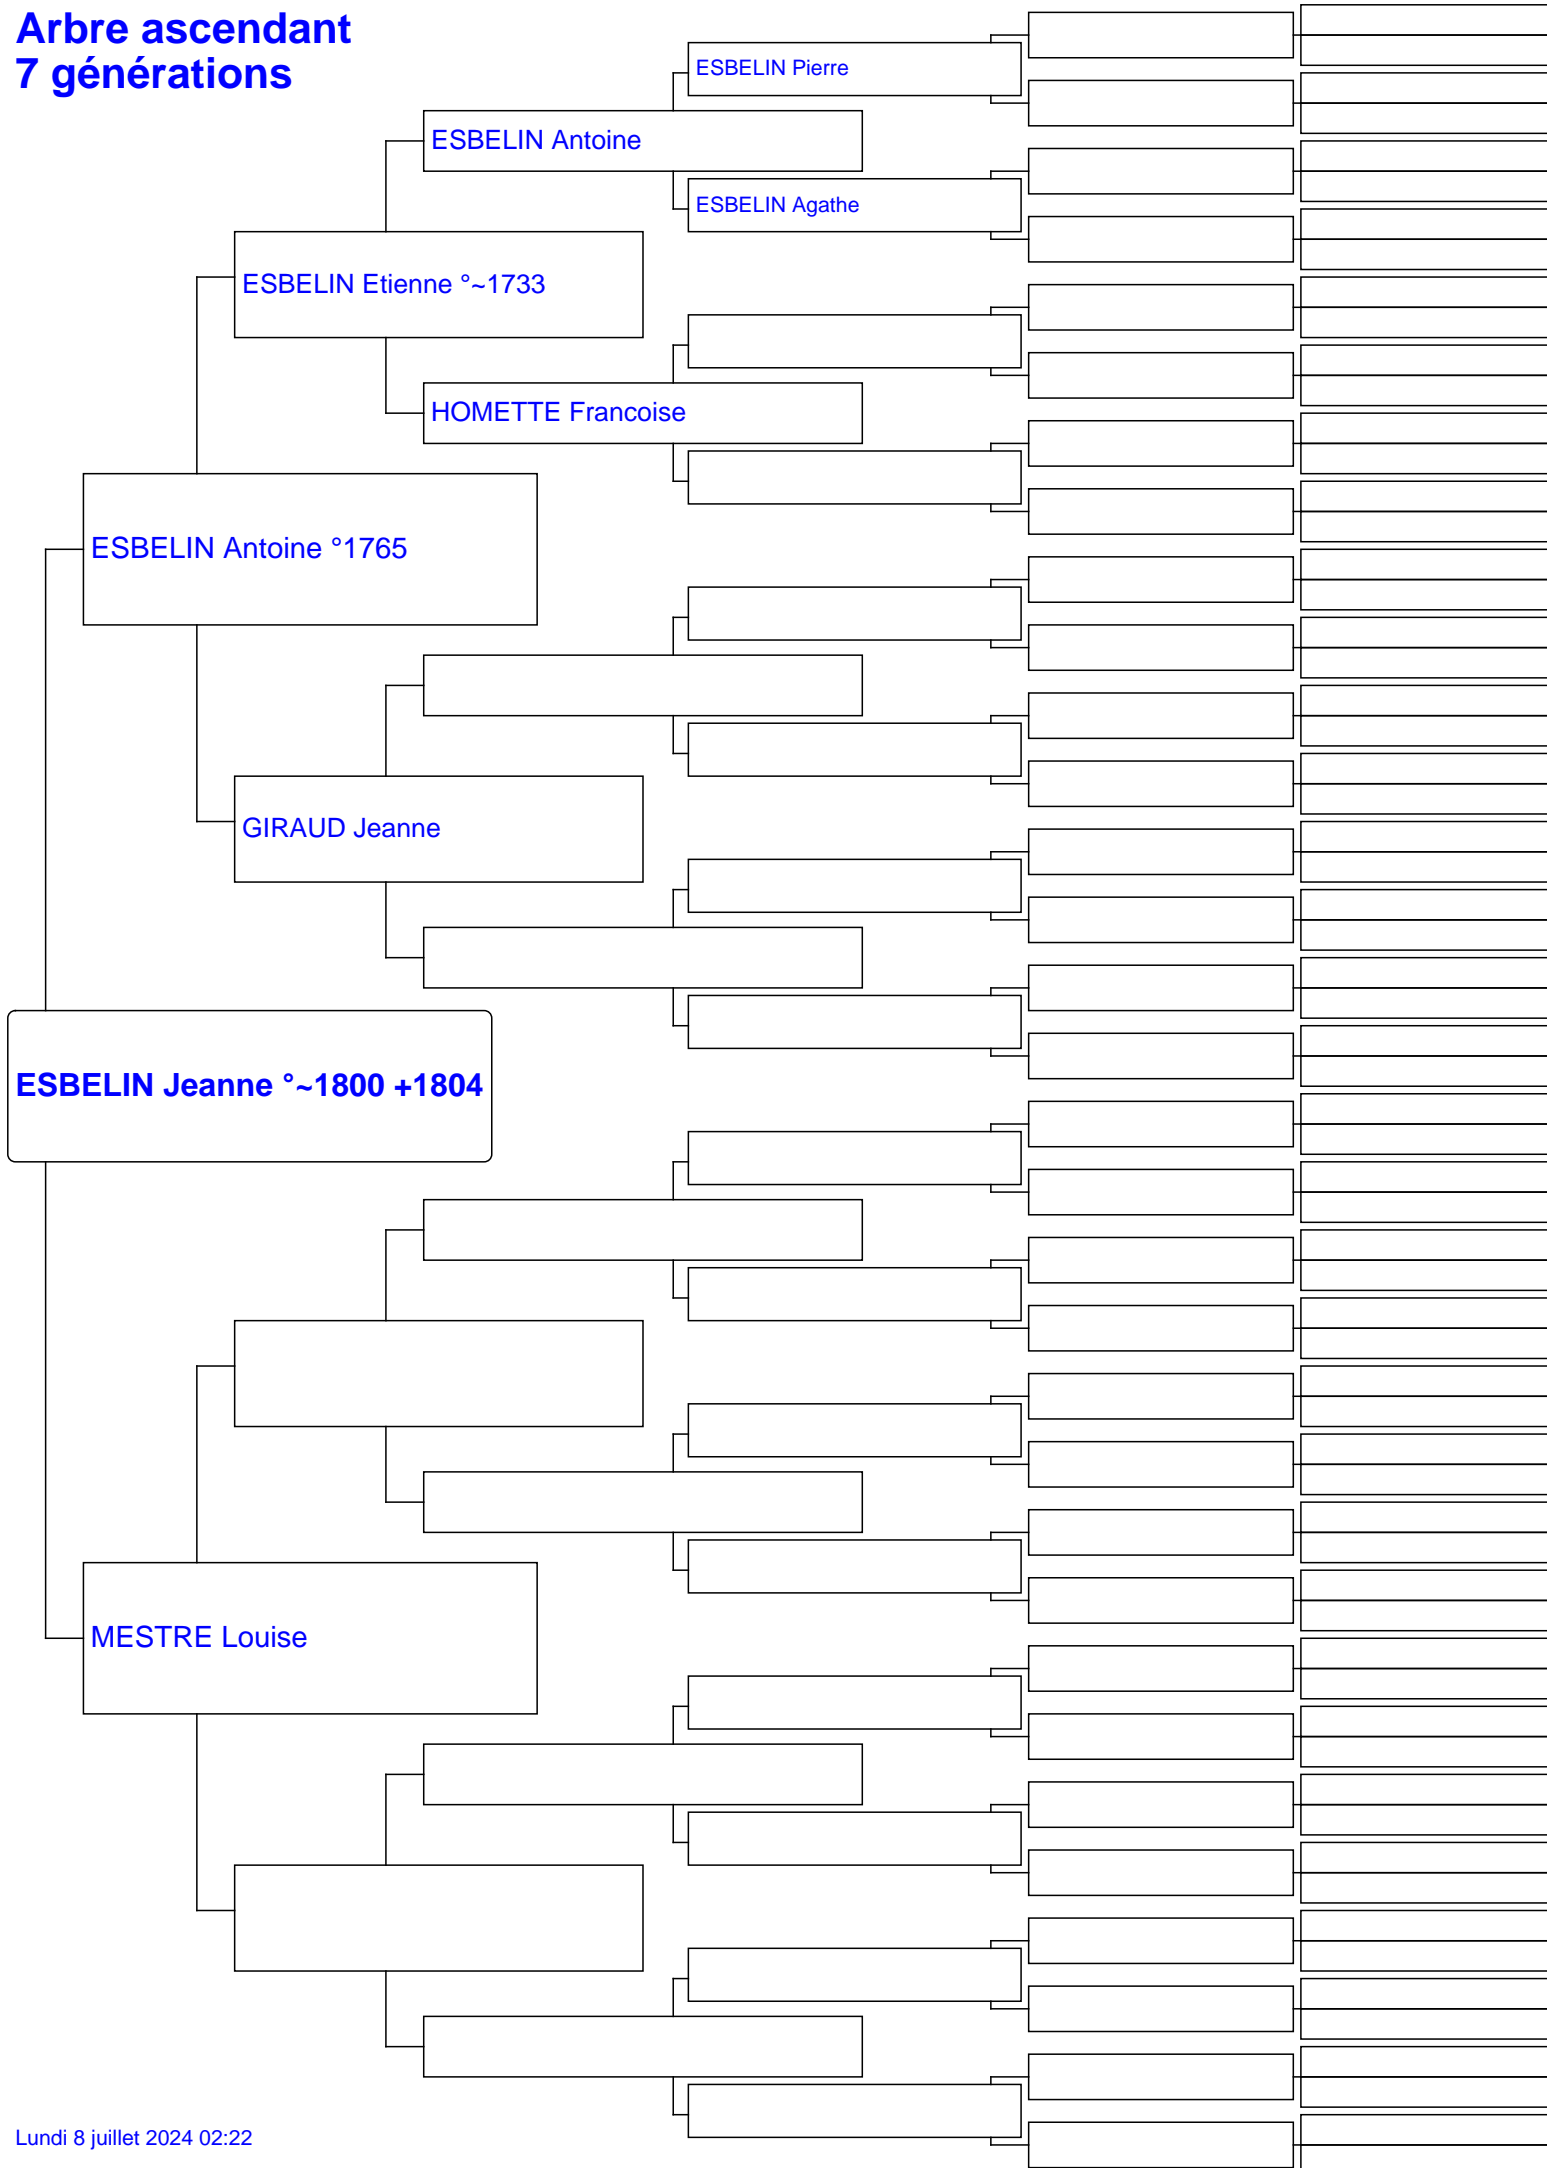 Arbre ascendant
7 générations
ESBELIN Pierre
ESBELIN Antoine
ESBELIN Agathe
ESBELIN Etienne °~1733
HOMETTE Francoise
ESBELIN Antoine °1765
GIRAUD Jeanne
ESBELIN Jeanne °~1800 +1804
MESTRE Louise
Lundi 8 juillet 2024 02:22